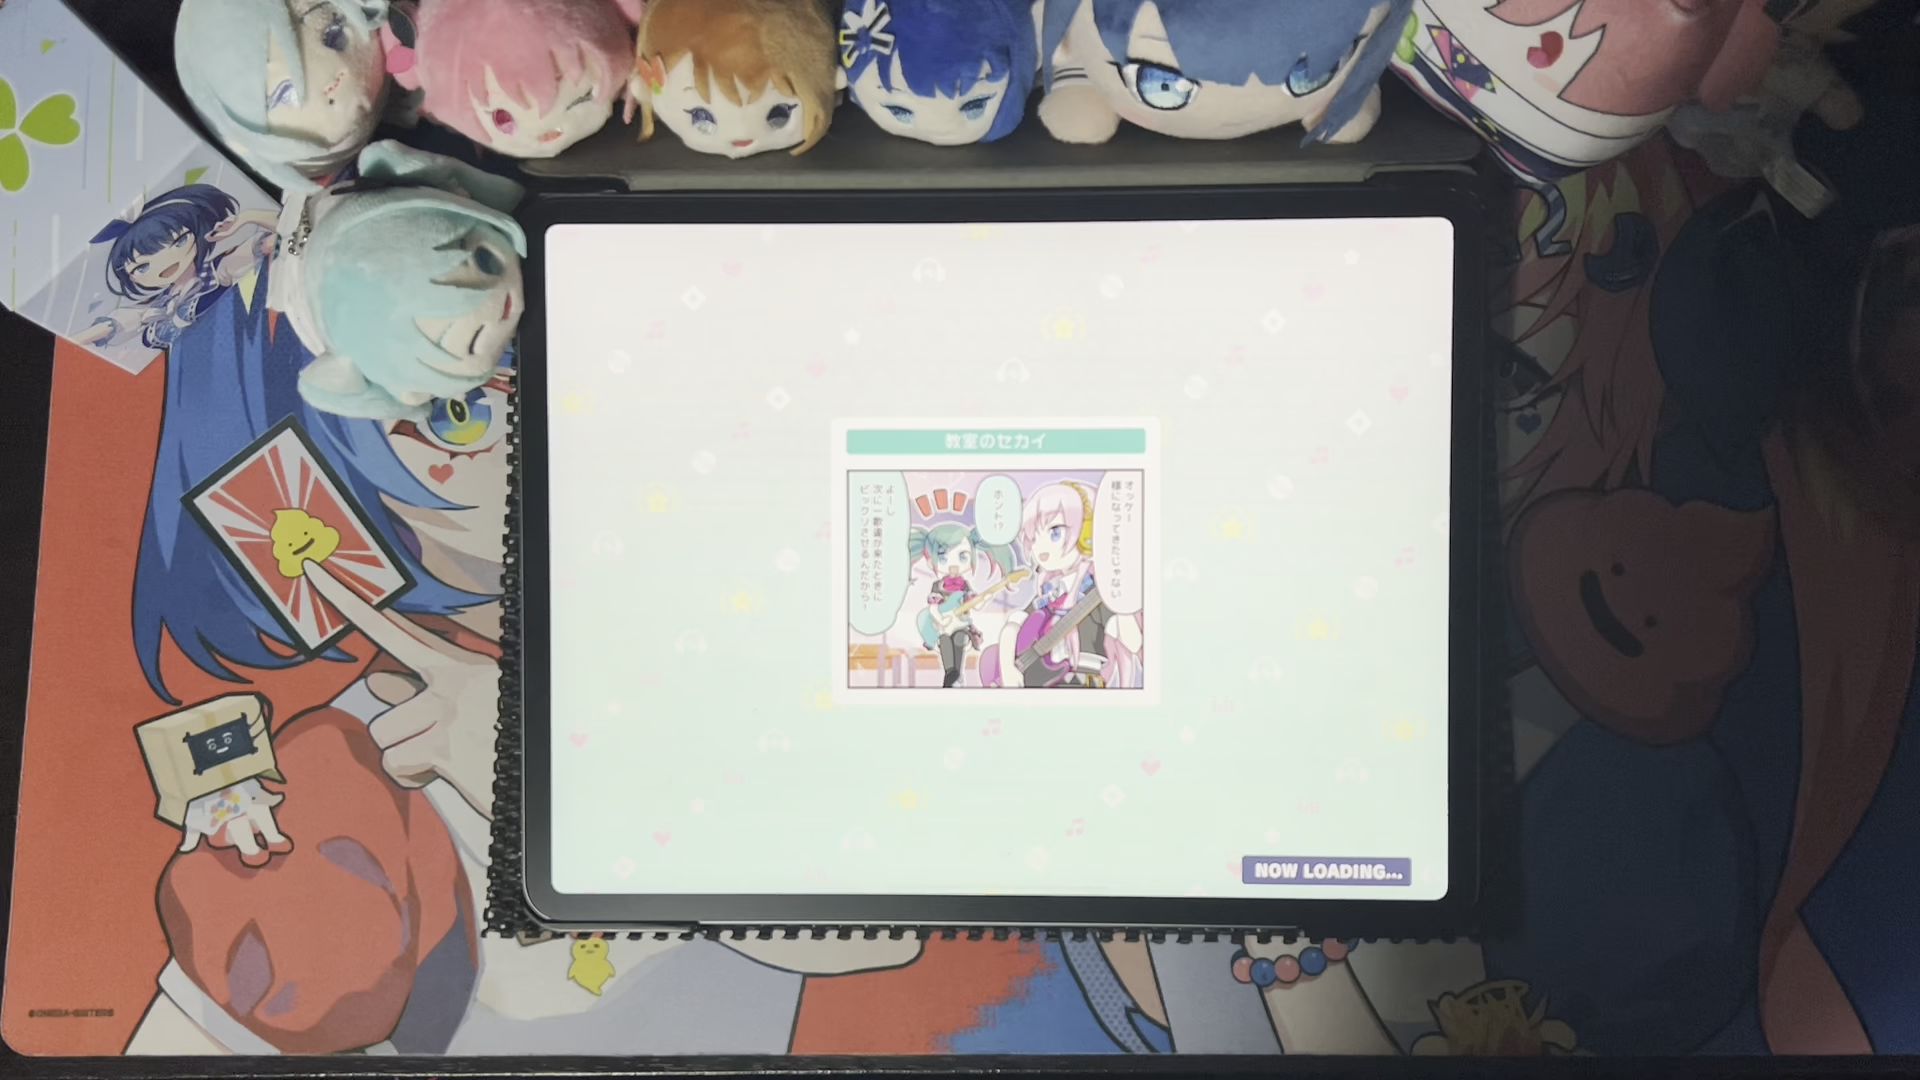 教室のセカイ
オッケー
様になってきたじゃない
ホント!?
よーし
次に一歌達が来たときに
ビックリさせるんだから!
NOW LOADING...